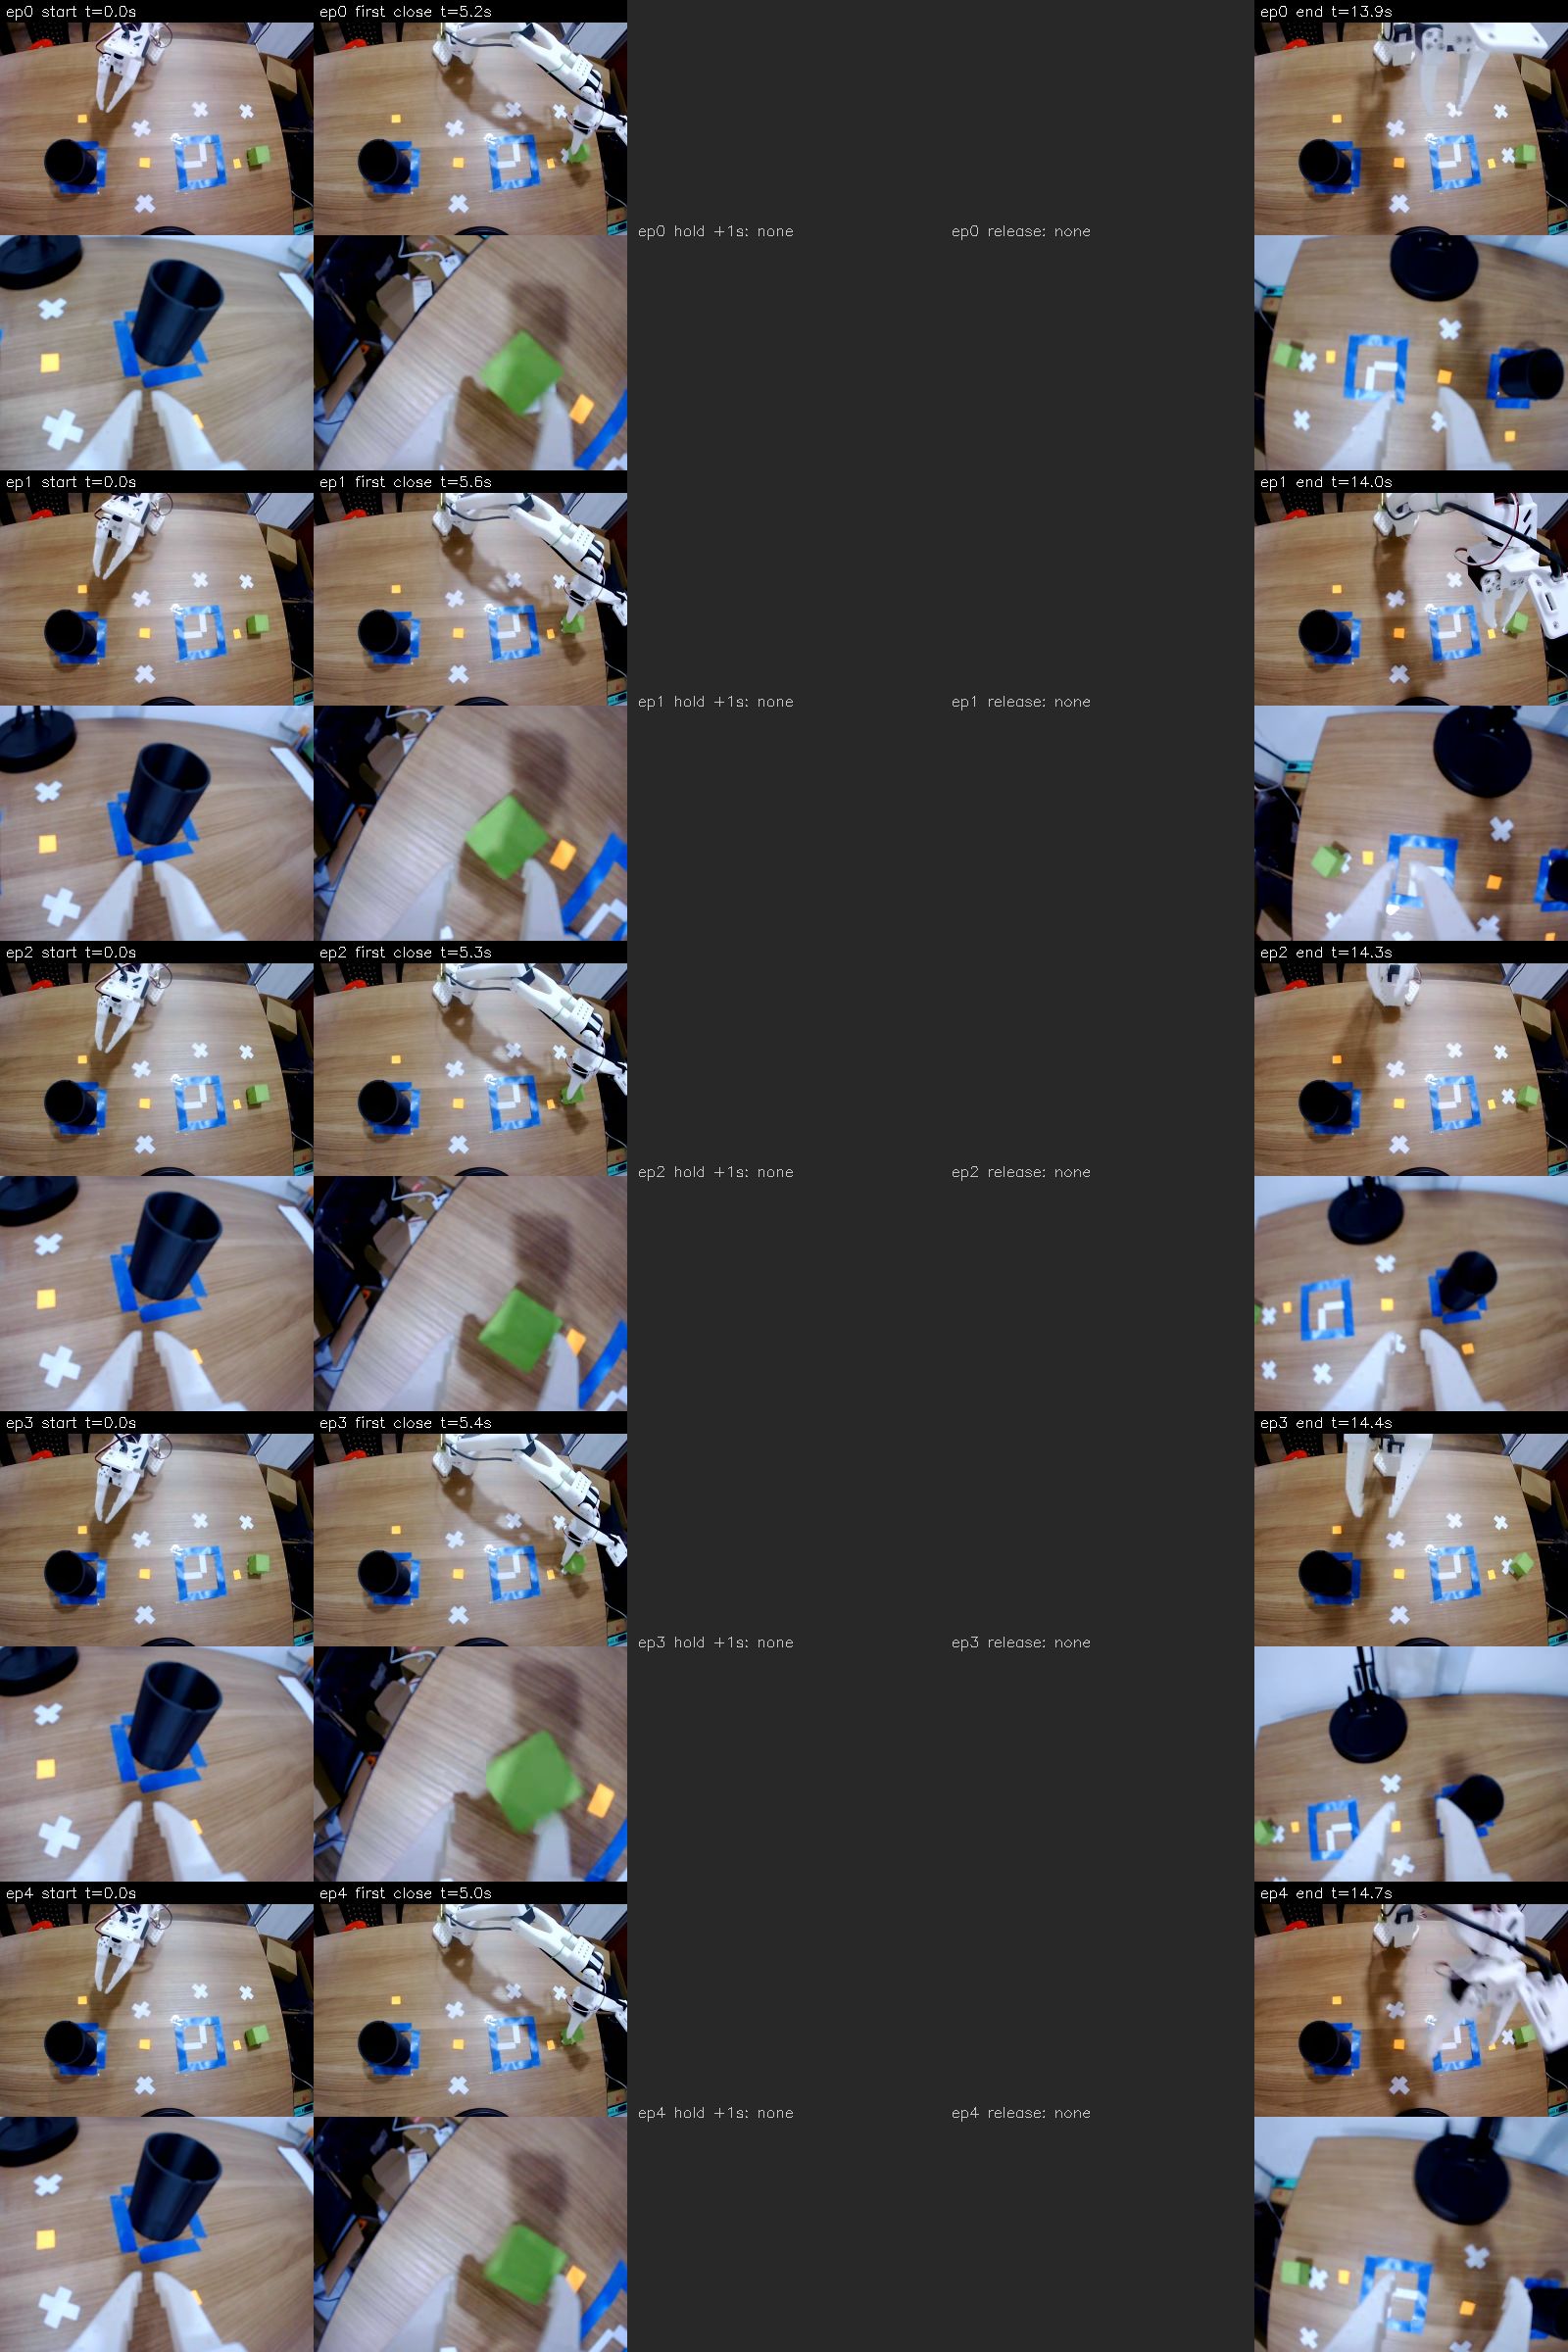 ep0 start t=0.0s
ep0 first close t=5.2s
ep0 end t=13.9s
ep0 hold +1s: none
ep0 release: none
ep1 start t=0.0s
ep1 first close t=5.6s
ep1 end t=14.0s
ep1 hold +1s: none
ep1 release: none
ep2 start t=0.0s
ep2 first close t=5.3s
ep2 end t=14.3s
ep2 hold +1s: none
ep2 release: none
ep3 start t=0.0s
ep3 first close t=5.4s
ep3 end t=14.4s
ep3 hold +1s: none
ep3 release: none
ep4 start t=0.0s
ep4 first close t=5.0s
ep4 end t=14.7s
ep4 hold +1s: none
ep4 release: none